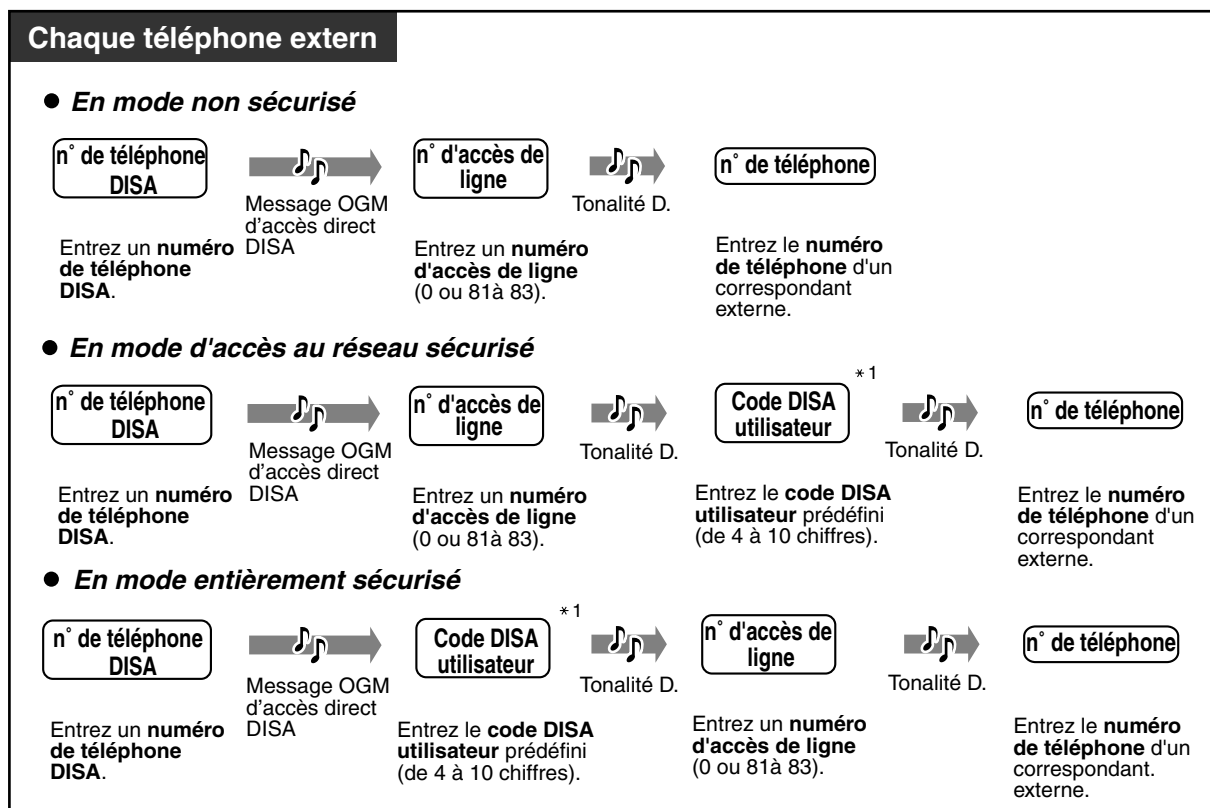 Chaque téléphone extern
● En mode non sécurisé
n° de téléphone
DISA
Message OGM
d'accès direct
DISA
n° d'accès de
ligne
Tonalité D.
n° de téléphone
Entrez un numéro
de téléphone
DISA.
Entrez un numéro
d'accès de ligne
(0 ou 81à 83).
Entrez le numéro
de téléphone d'un
correspondant
externe.
● En mode d'accès au réseau sécurisé
n° de téléphone
DISA
Message OGM
d'accès direct
DISA
n° d'accès de
ligne
Tonalité D.
Code DISA
utilisateur
*1
Tonalité D.
n° de téléphone
Entrez un numéro
de téléphone
DISA.
Entrez un numéro
d'accès de ligne
(0 ou 81à 83).
Entrez le code DISA
utilisateur prédéfini
(de 4 à 10 chiffres).
Entrez le numéro
de téléphone d'un
correspondant
externe.
● En mode entièrement sécurisé
n° de téléphone
DISA
Message OGM
d'accès direct
DISA
Code DISA
utilisateur
*1
Tonalité D.
n° d'accès de
ligne
Tonalité D.
n° de téléphone
Entrez un numéro
de téléphone
DISA.
Entrez le code DISA
utilisateur prédéfini
(de 4 à 10 chiffres).
Entrez un numéro
d'accès de ligne
(0 ou 81à 83).
Entrez le numéro
de téléphone d'un
correspondant.
externe.